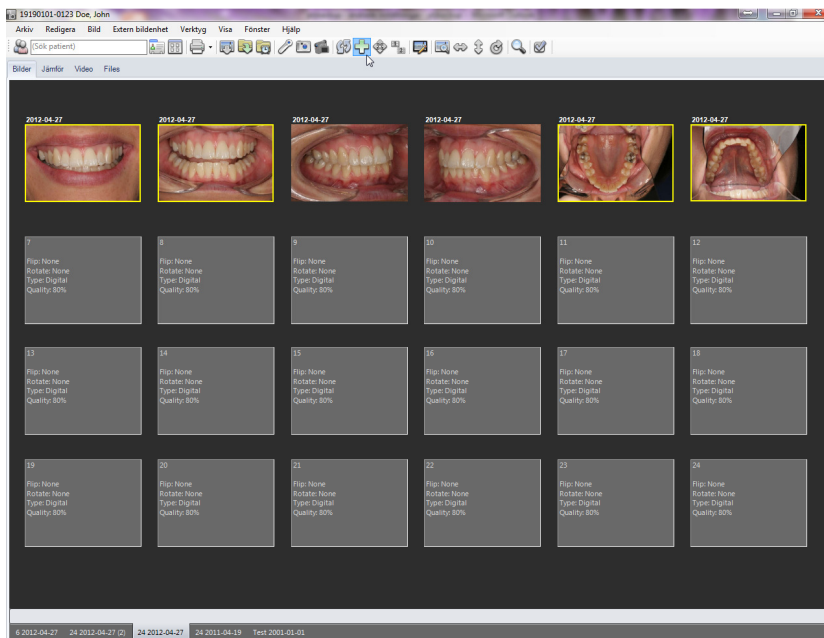 19190101-0123 Doe, John
Arkiv Redigera Bild Extern bildenhet Verktyg Visa Fönster Hjälp
(Sök patient)
Bilder Jämför Video Files
2012-04-27 2012-04-27 2012-04-27 2012-04-27 2012-04-27 2012-04-27
7 8 9 10 11 12
Flip: None Flip: None Flip: None Flip: None Flip: None Flip: None
Rotate: None Rotate: None Rotate: None Rotate: None Rotate: None Rotate: None
Type: Digital Type: Digital Type: Digital Type: Digital Type: Digital Type: Digital
Quality: 80% Quality: 80% Quality: 80% Quality: 80% Quality: 80% Quality: 80%
13 14 15 16 17 18
Flip: None Flip: None Flip: None Flip: None Flip: None Flip: None
Rotate: None Rotate: None Rotate: None Rotate: None Rotate: None Rotate: None
Type: Digital Type: Digital Type: Digital Type: Digital Type: Digital Type: Digital
Quality: 80% Quality: 80% Quality: 80% Quality: 80% Quality: 80% Quality: 80%
19 20 21 22 23 24
Flip: None Flip: None Flip: None Flip: None Flip: None Flip: None
Rotate: None Rotate: None Rotate: None Rotate: None Rotate: None Rotate: None
Type: Digital Type: Digital Type: Digital Type: Digital Type: Digital Type: Digital
Quality: 80% Quality: 80% Quality: 80% Quality: 80% Quality: 80% Quality: 80%
6 2012-04-27 24 2012-04-27 (2) 24 2012-04-27 24 2011-04-19 Test 2001-01-01